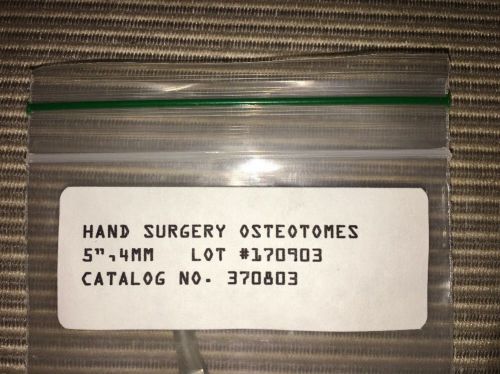 HAND SURGERY OSTEOTOMES
5",4MM LOT #170903
CATALOG NO. 370803